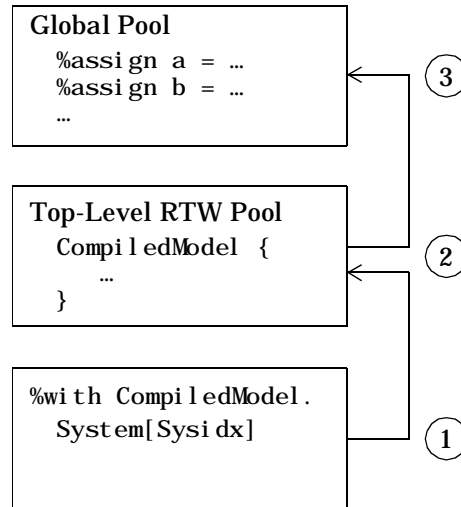 Global Pool
%assign a = …
%assign b = …
…
3
Top-Level RTW Pool
CompiledModel {
…
}
2
%with CompiledModel.
System[Sysidx]
1